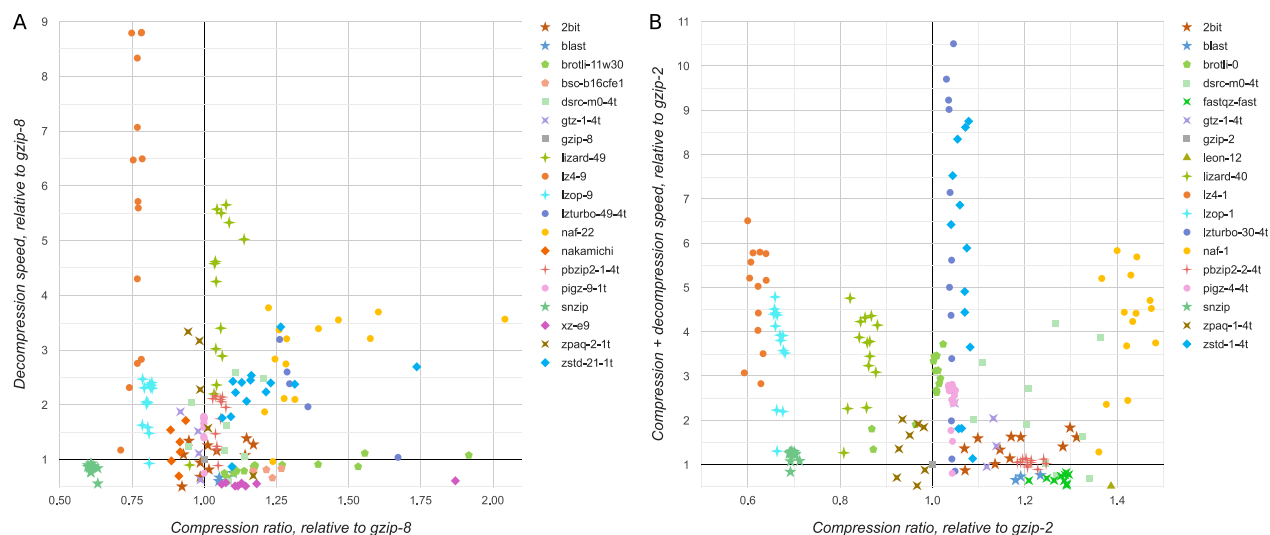 A
Decompression speed, relative to gzip-8
9
8
7
6
5
4
3
2
1
0.50
0.75
1.00
1.25
1.50
1.75
2.00
Compression ratio, relative to gzip-8
2bit
blast
brotli-11w30
bsc-b16cfe1
dsrc-m0-4t
gtz-1-4t
gzip-8
lizard-49
lz4-9
lzop-9
lzturbo-49-4t
naf-22
nakamichi
pbzip2-1-4t
pigz-9-1t
snzip
xz-e9
zpaq-2-1t
zstd-21-1t
B
Compression + decompression speed, relative to gzip-2
11
10
9
8
7
6
5
4
3
2
1
0.6
0.8
1.0
1.2
1.4
Compression ratio, relative to gzip-2
2bit
blast
brotli-0
dsrc-m0-4t
fastqz-fast
gtz-1-4t
gzip-2
leon-12
lizard-40
lz4-1
lzop-1
lzturbo-30-4t
naf-1
pbzip2-2-4t
pigz-4-4t
snzip
zpaq-1-4t
zstd-1-4t